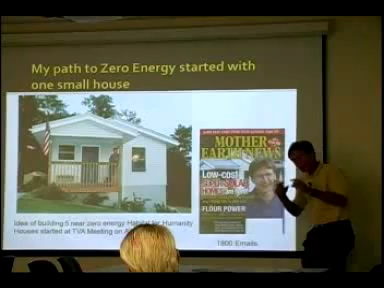 My path to Zero Energy started with
one small house
MOTHER
EARTH NEWS
LOW-COST
HOMES
FLOUR POWER
Idea of building 5 near zero energy Habitat for Humanity
Houses started at TVA Meeting on
1800 Emails.